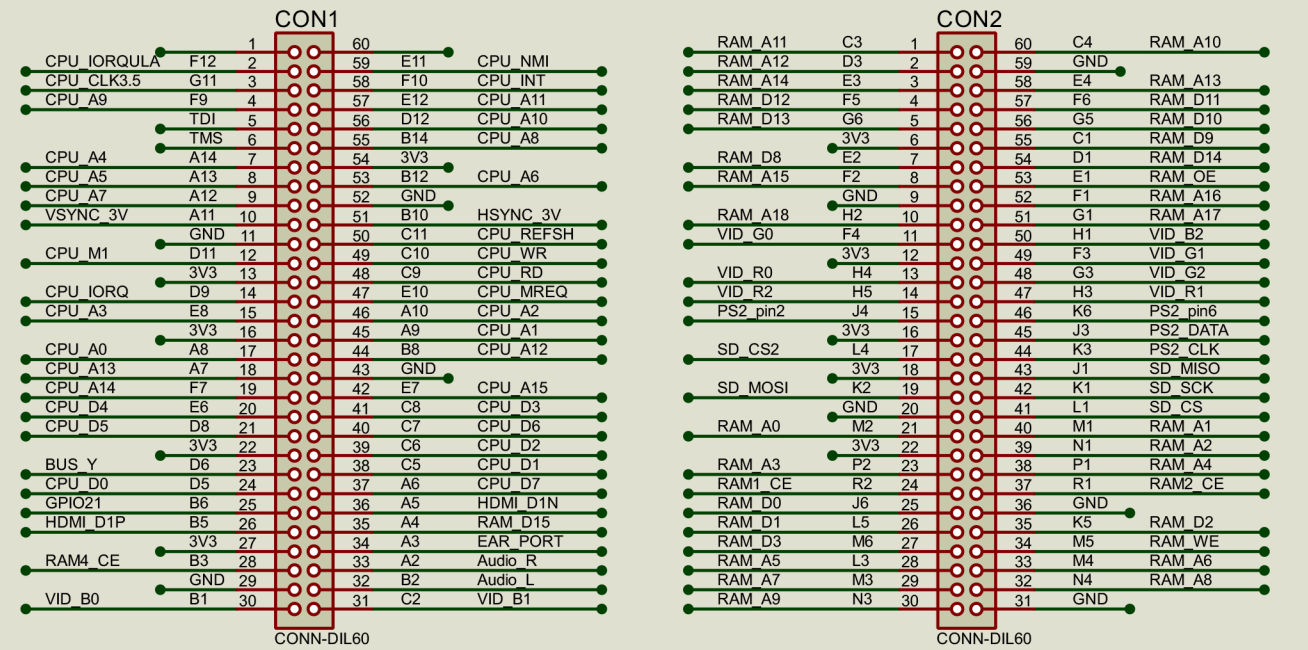 CON1
1 60
CPU_IORQULA F12 2 59 E11 CPU_NMI
CPU_CLK3.5 G11 3 58 F10 CPU_INT
CPU_A9 F9 4 57 E12 CPU_A11
TDI 5 56 D12 CPU_A10
TMS 6 55 B14 CPU_A8
CPU_A4 A14 7 54 3V3
CPU_A5 A13 8 53 B12 CPU_A6
CPU_A7 A12 9 52 GND
VSYNC_3V A11 10 51 B10 HSYNC_3V
GND 11 50 C11 CPU_REFSH
CPU_M1 D11 12 49 C10 CPU_WR
3V3 13 48 C9 CPU_RD
CPU_IORQ D9 14 47 E10 CPU_MREQ
CPU_A3 E8 15 46 A10 CPU_A2
3V3 16 45 A9 CPU_A1
CPU_A0 A8 17 44 B8 CPU_A12
CPU_A13 A7 18 43 GND
CPU_A14 F7 19 42 E7 CPU_A15
CPU_D4 E6 20 41 C8 CPU_D3
CPU_D5 D8 21 40 C7 CPU_D6
3V3 22 39 C6 CPU_D2
BUS_Y D6 23 38 C5 CPU_D1
CPU_D0 D5 24 37 A6 CPU_D7
GPIO21 B6 25 36 A5 HDMI_D1N
HDMI_D1P B5 26 35 A4 RAM_D15
3V3 27 34 A3 EAR_PORT
RAM4_CE B3 28 33 A2 Audio_R
GND 29 32 B2 Audio_L
VID_B0 B1 30 31 C2 VID_B1
CONN-DIL60
CON2
RAM_A11 C3 1 60 C4 RAM_A10
RAM_A12 D3 2 59 GND
RAM_A14 E3 3 58 E4 RAM_A13
RAM_D12 F5 4 57 F6 RAM_D11
RAM_D13 G6 5 56 G5 RAM_D10
3V3 6 55 C1 RAM_D9
RAM_D8 E2 7 54 D1 RAM_D14
RAM_A15 F2 8 53 E1 RAM_OE
GND 9 52 F1 RAM_A16
RAM_A18 H2 10 51 G1 RAM_A17
VID_G0 F4 11 50 H1 VID_B2
3V3 12 49 F3 VID_G1
VID_R0 H4 13 48 G3 VID_G2
VID_R2 H5 14 47 H3 VID_R1
PS2_pin2 J4 15 46 K6 PS2_pin6
3V3 16 45 J3 PS2_DATA
SD_CS2 L4 17 44 K3 PS2_CLK
3V3 18 43 J1 SD_MISO
SD_MOSI K2 19 42 K1 SD_SCK
GND 20 41 L1 SD_CS
RAM_A0 M2 21 40 M1 RAM_A1
3V3 22 39 N1 RAM_A2
RAM_A3 P2 23 38 P1 RAM_A4
RAM1_CE R2 24 37 R1 RAM2_CE
RAM_D0 J6 25 36 GND
RAM_D1 L5 26 35 K5 RAM_D2
RAM_D3 M6 27 34 M5 RAM_WE
RAM_A5 L3 28 33 M4 RAM_A6
RAM_A7 M3 29 32 N4 RAM_A8
RAM_A9 N3 30 31 GND
CONN-DIL60